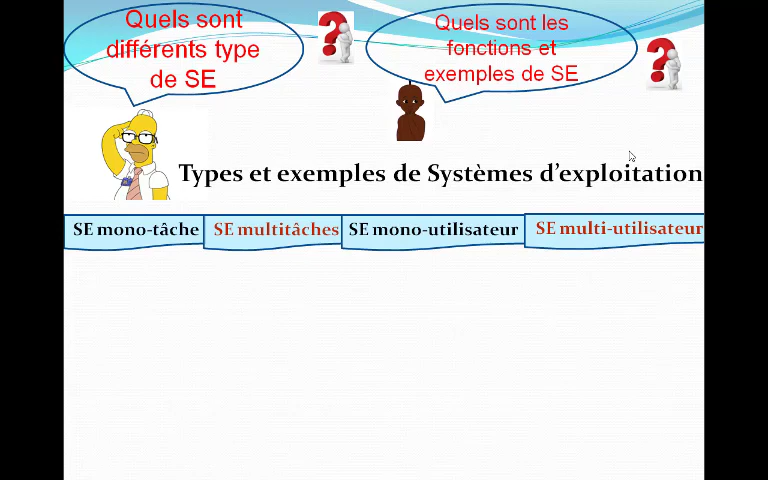 Quels sont
différents type
de SE
Quels sont les
fonctions et
exemples de SE
Types et exemples de Systèmes d'exploitation
SE mono-tâche
SE multitâches
SE mono-utilisateur
SE multi-utilisateur